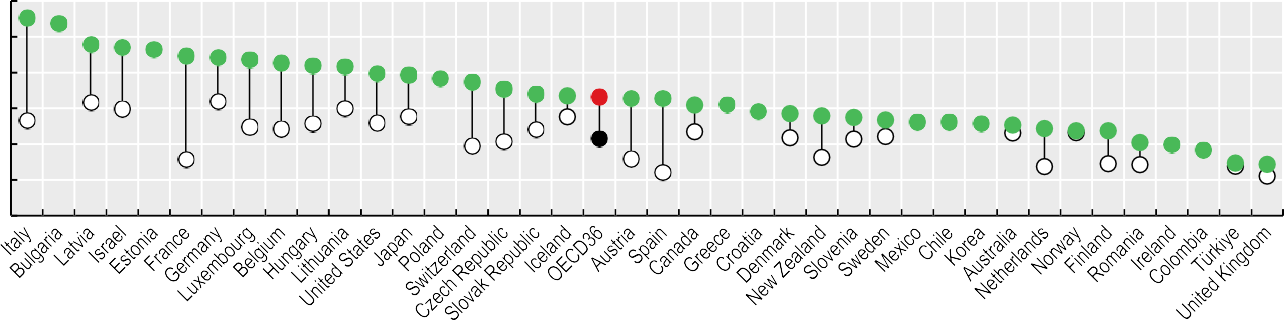 Italy
Bulgaria
Latvia
Israel
Estonia
France
Germany
Luxembourg
Belgium
Hungary
Lithuania
United States
Japan
Poland
Switzerland
Czech Republic
Slovak Republic
Iceland
OECD36
Austria
Spain
Canada
Greece
Croatia
Denmark
New Zealand
Slovenia
Sweden
Mexico
Chile
Korea
Australia
Netherlands
Norway
Finland
Romania
Ireland
Colombia
Türkiye
United Kingdom